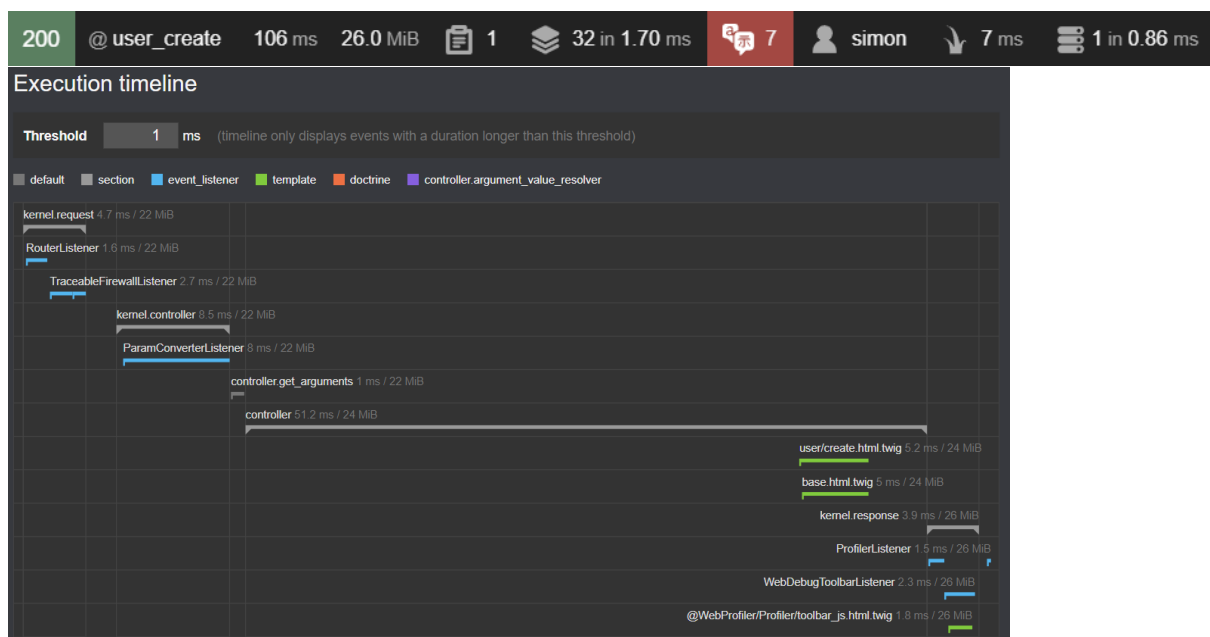 200 @ user_create 106 ms 26.0 MiB 1 32 in 1.70 ms 7 simon 7 ms 1 in 0.86 ms
Execution timeline
Threshold 1 ms (timeline only displays events with a duration longer than this threshold)
default section event_listener template doctrine controller.argument_value_resolver
kernel.request 4.7 ms / 22 MiB
RouterListener 1.6 ms / 22 MiB
TraceableFirewallListener 2.7 ms / 22 MiB
kernel.controller 8.5 ms / 22 MiB
ParamConverterListener 8 ms / 22 MiB
controller.get_arguments 1 ms / 22 MiB
controller 51.2 ms / 24 MiB
user/create.html.twig 5.2 ms / 24 MiB
base.html.twig 5 ms / 24 MiB
kernel.response 3.9 ms / 26 MiB
ProfilerListener 1.5 ms / 26 MiB
WebDebugToolbarListener 2.3 ms / 26 MiB
@WebProfiler/Profiler/toolbar_js.html.twig 1.8 ms / 26 MiB